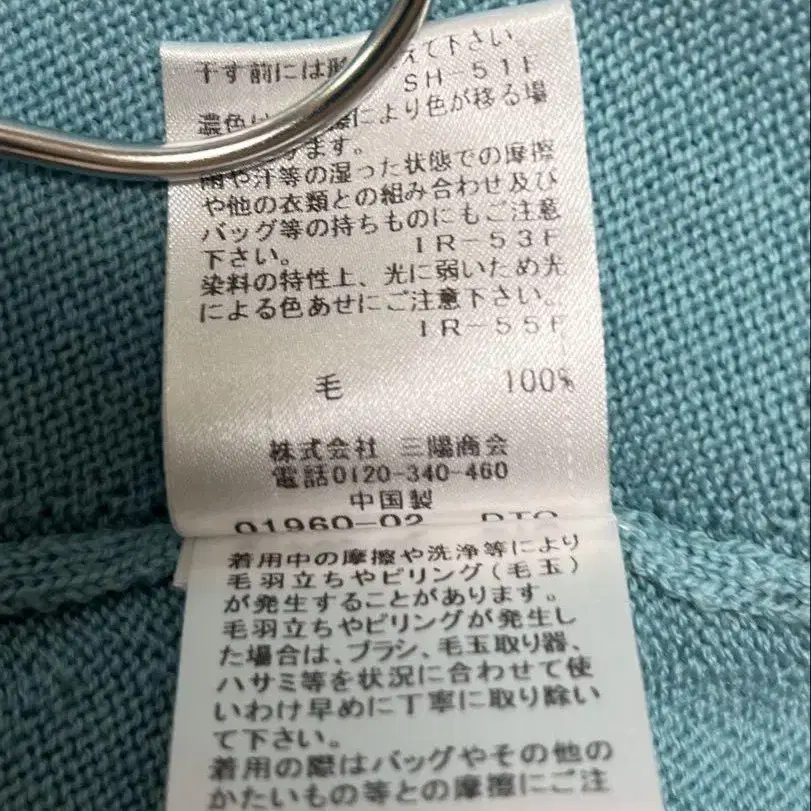 干す前には形 えて下さい。
SH-51F
濃色は 擦により色が移る場
ります。
雨や汗等の湿った状態での摩擦
や他の衣類との組み合わせ及び
バッグ等の持ちものにもご注意
下さい。 IR-53F
染料の特性上、光に弱いため光
による色あせにご注意下さい。
IR-55F
毛 100%
株式会社 三陽商会
電話0120-340-460
中国製
01960-02 DTO
着用中の摩擦や洗浄等により
毛羽立ちやピリング(毛玉)
が発生することがあります。
毛羽立ちやピリングが発生し
た場合は、ブラシ、毛玉取り器、
ハサミ等を状況に合わせて使
いわけ早めに丁寧に取り除い
て下さい。
着用の際はバッグやその他の
かたいもの等との摩擦にご注